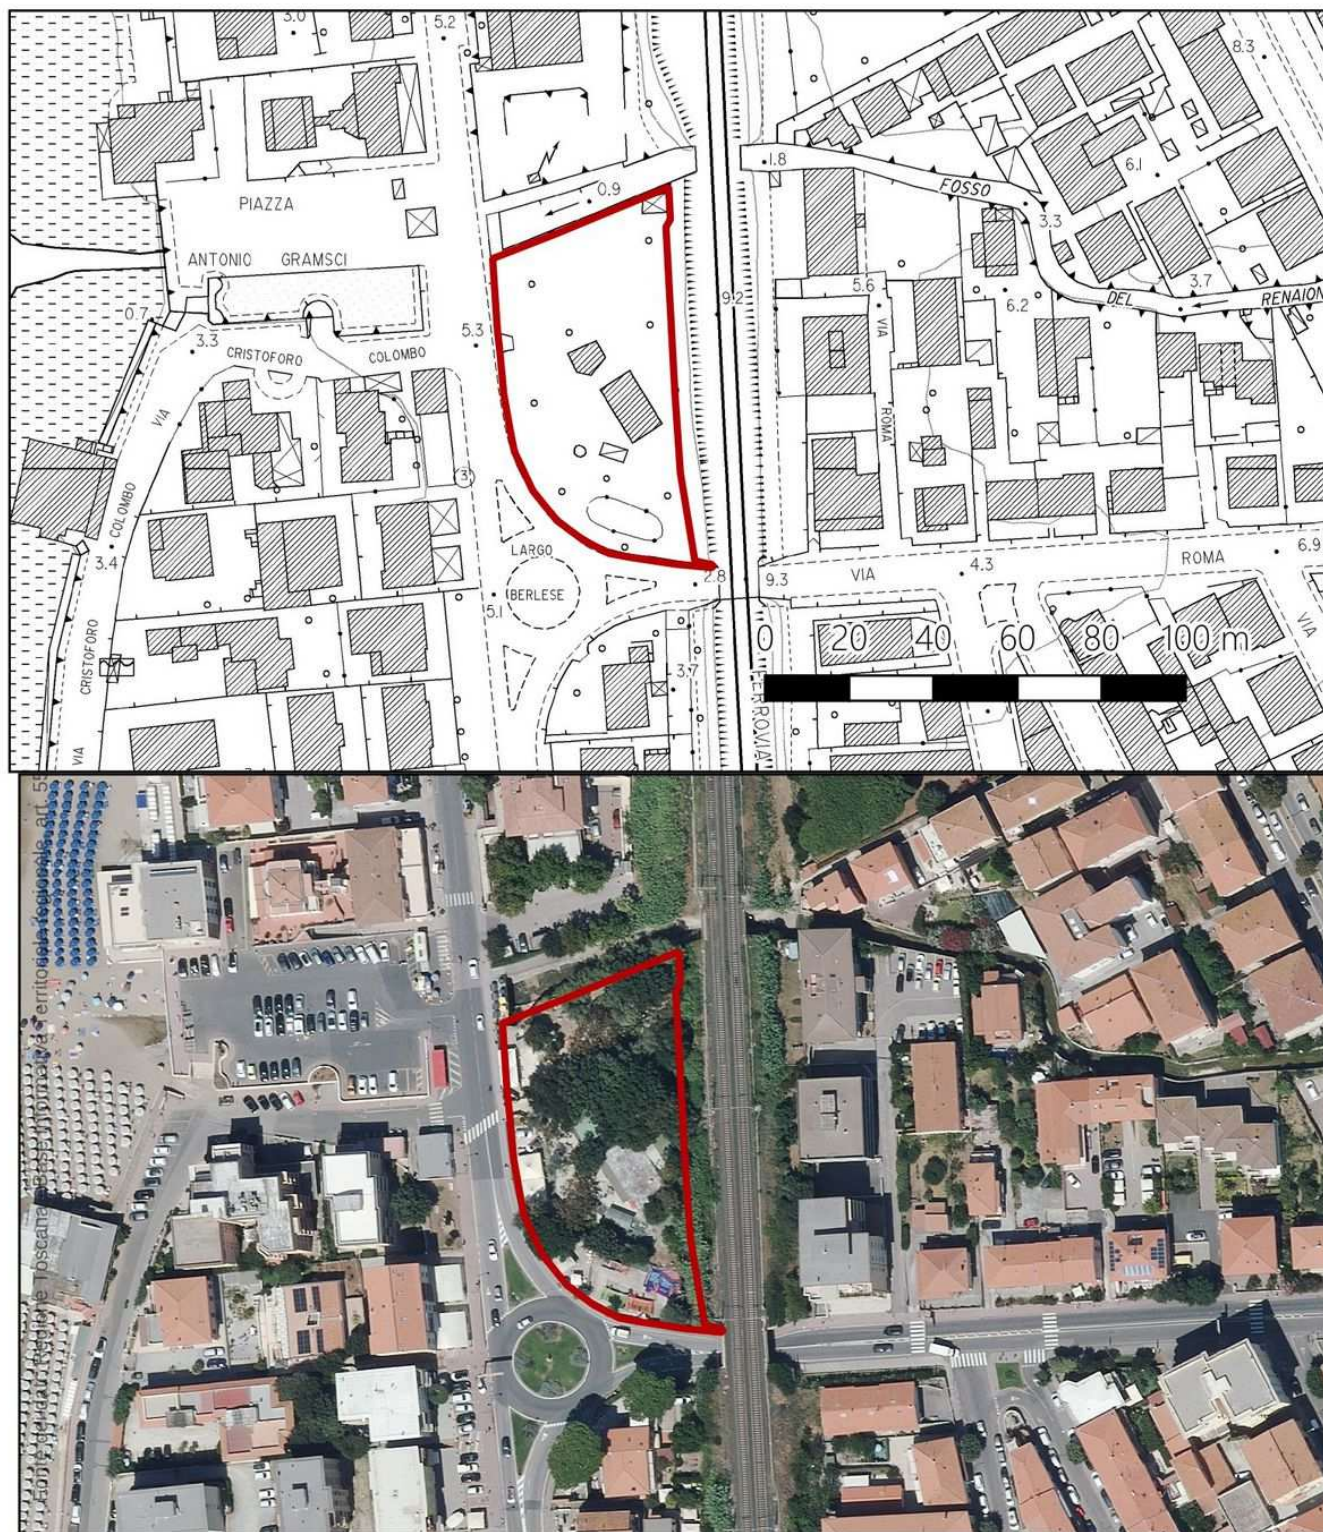 3.0
5.2
8.3
1.8
0.9
6.1
FOSSO
3.3
PIAZZA
ANTONIO GRAMSCI
3.7
DEL
RENAION
9.2
5.6
6.2
0.7
5.3
VIA
3.3
CRISTOFORO
COLOMBO
VIA
ROMA
COLOMBO
3.4
LARGO
BERLESE
2.8
9.3
VIA
4.3
ROMA
6.9
5.1
CRISTOFORO
VIA
VIA
3.7
0 20 40 60 80 100 m
FERROVIA